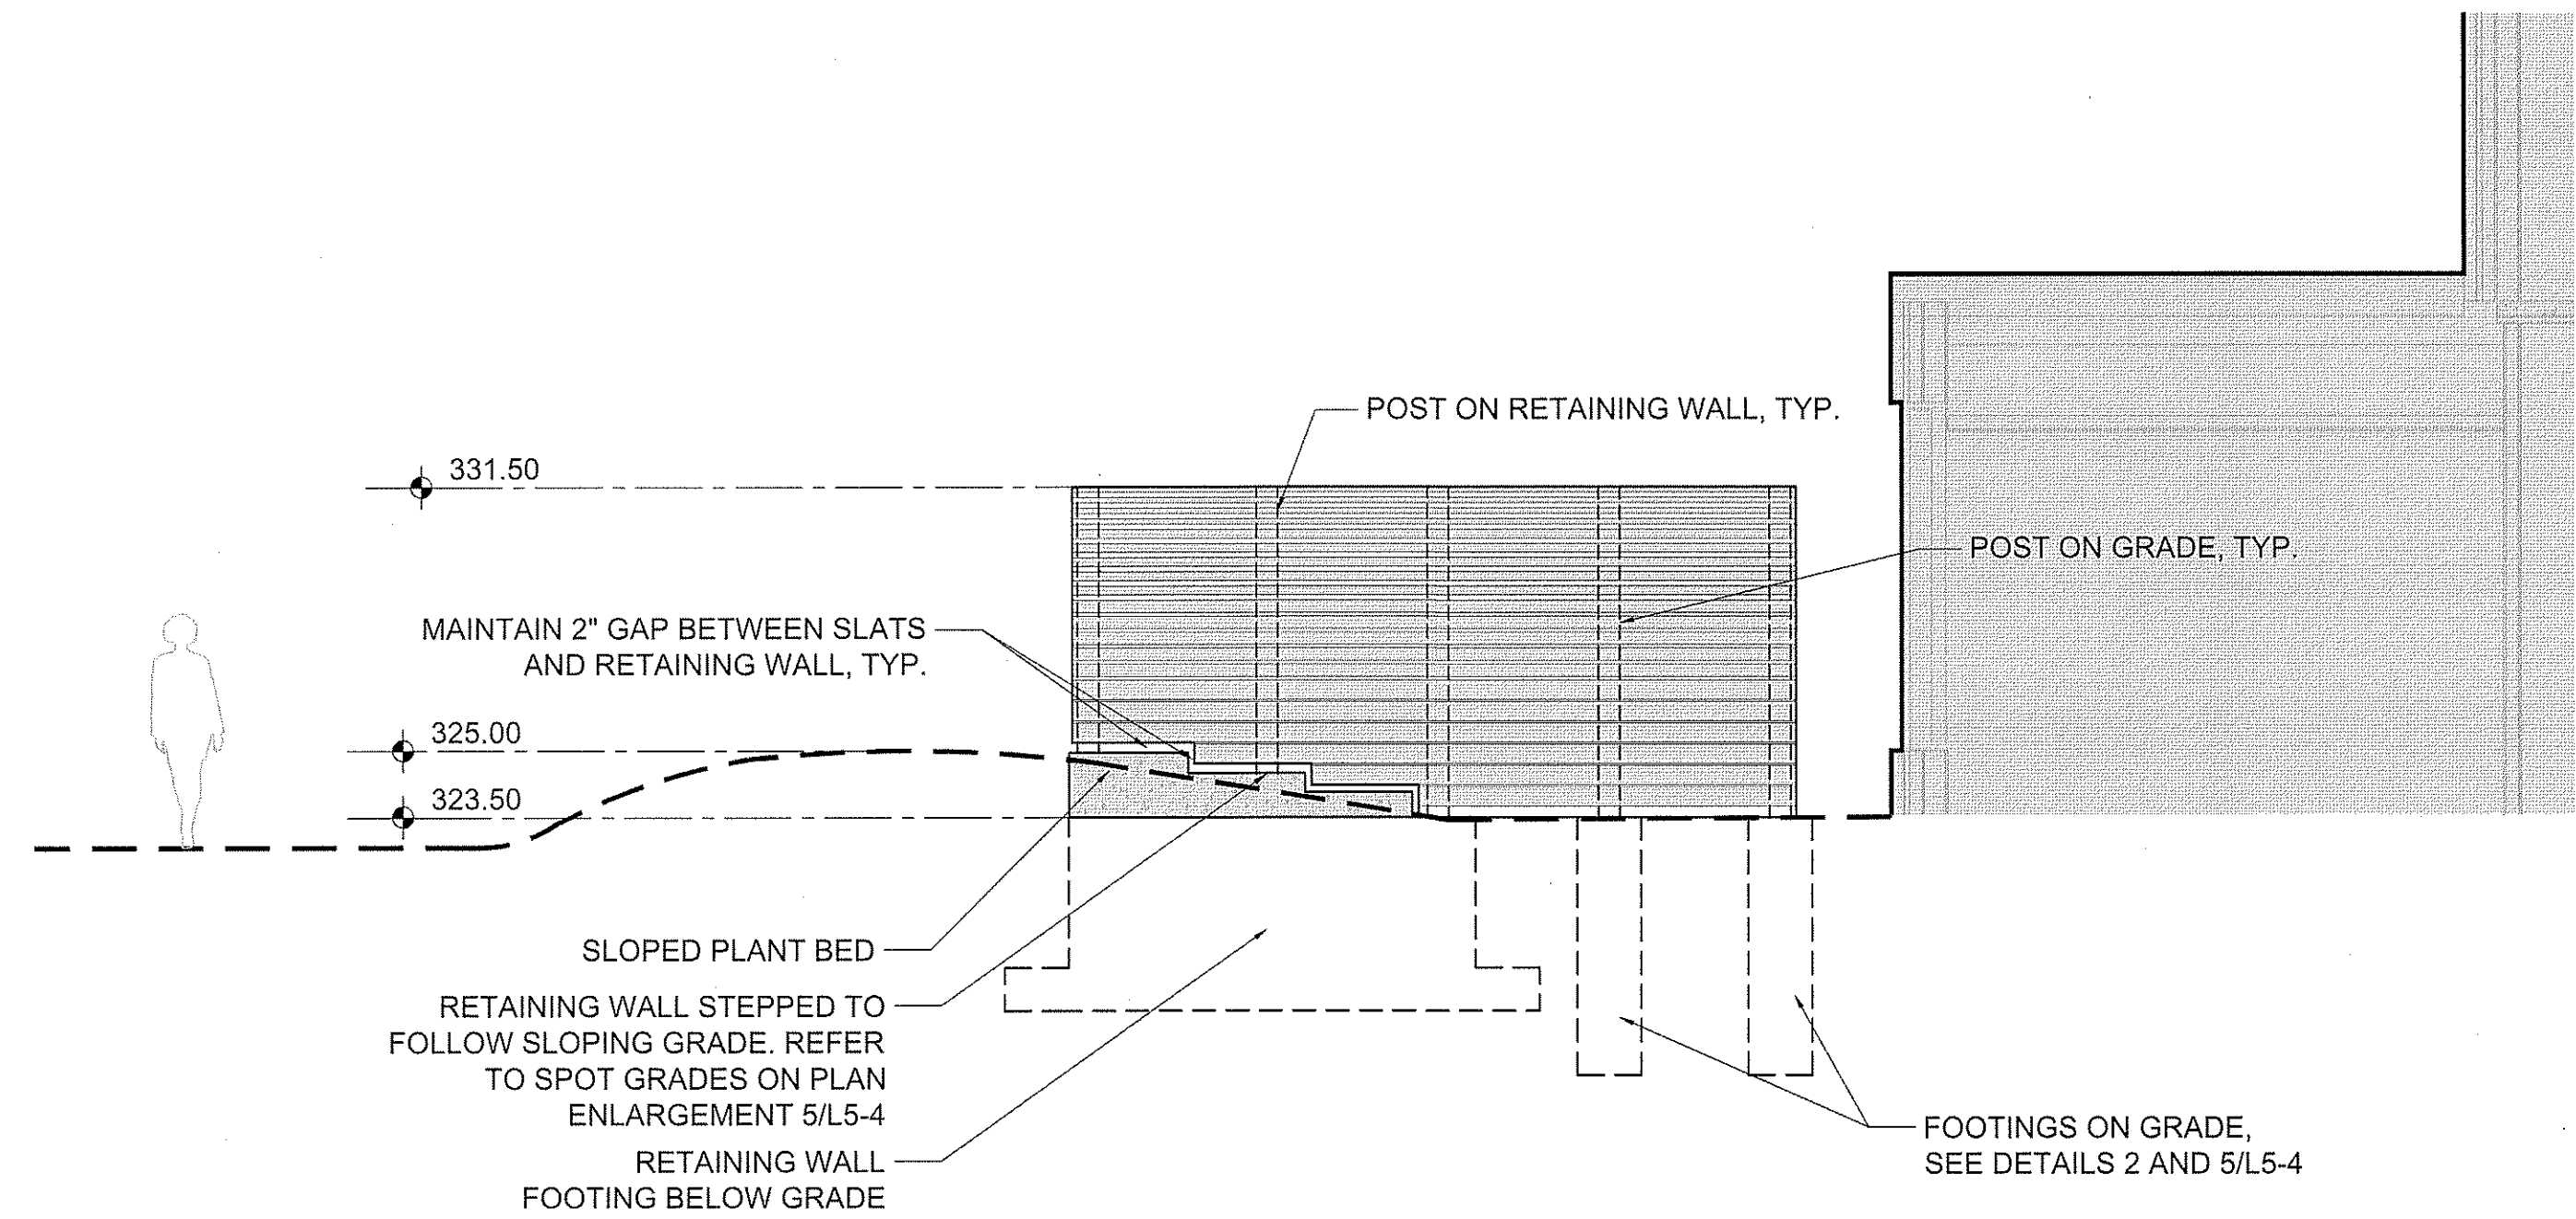 POST ON RETAINING WALL, TYP.
331.50
POST ON GRADE, TYP.
MAINTAIN 2" GAP BETWEEN SLATS
AND RETAINING WALL, TYP.
325.00
323.50
SLOPED PLANT BED
RETAINING WALL STEPPED TO
FOLLOW SLOPING GRADE. REFER
TO SPOT GRADES ON PLAN
ENLARGEMENT 5/L5-4
RETAINING WALL
FOOTING BELOW GRADE
FOOTINGS ON GRADE,
SEE DETAILS 2 AND 5/L5-4